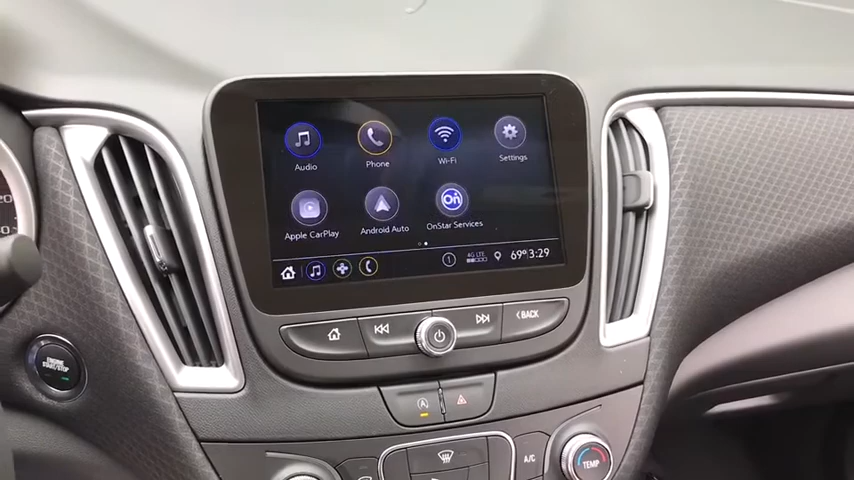 Audio
Phone
Wi-Fi
Settings
Apple CarPlay
Android Auto
On
OnStar Services
1
4G LTE
69° 3:29
BACK
ENGINE
START/STOP
A
A/C
TEMP